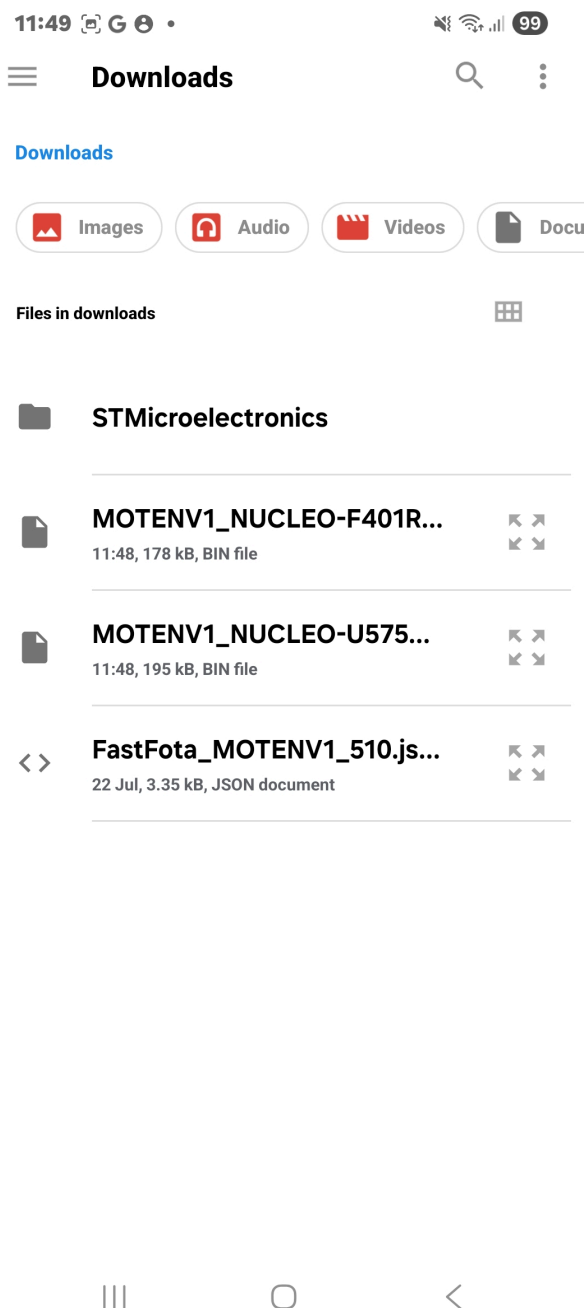 11:49 G 99
Downloads
Downloads
Images Audio Videos Docu
Files in downloads
STMicroelectronics
MOTENV1_NUCLEO-F401R...
11:48, 178 kB, BIN file
MOTENV1_NUCLEO-U575...
11:48, 195 kB, BIN file
FastFota_MOTENV1_510.js...
22 Jul, 3.35 kB, JSON document